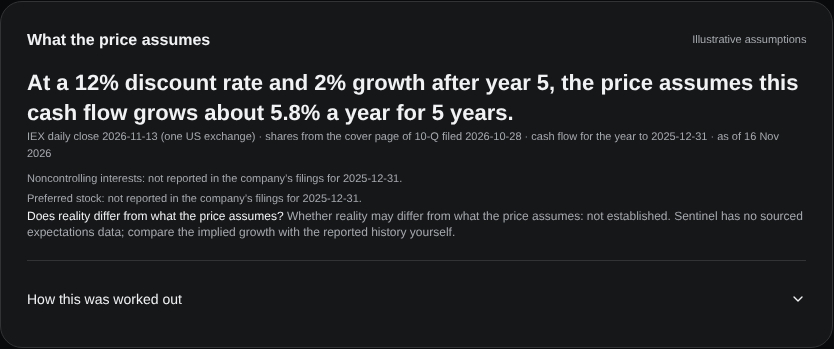 What the price assumes
Illustrative assumptions
At a 12% discount rate and 2% growth after year 5, the price assumes this
cash flow grows about 5.8% a year for 5 years.
IEX daily close 2026-11-13 (one US exchange) · shares from the cover page of 10-Q filed 2026-10-28 · cash flow for the year to 2025-12-31 · as of 16 Nov
2026
Noncontrolling interests: not reported in the company's filings for 2025-12-31.
Preferred stock: not reported in the company's filings for 2025-12-31.
Does reality differ from what the price assumes? Whether reality may differ from what the price assumes: not established. Sentinel has no sourced
expectations data; compare the implied growth with the reported history yourself.
How this was worked out